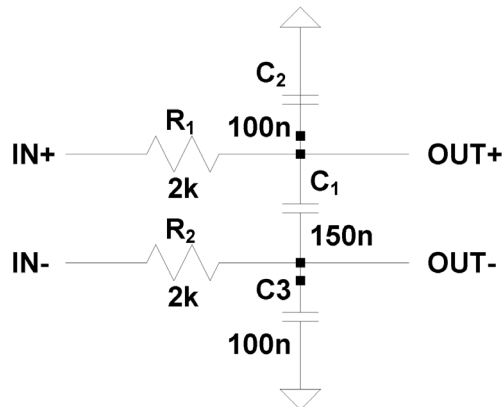 C2
100n
R1
IN+
OUT+
2k
C1
150n
R2
IN-
OUT-
2k
C3
100n